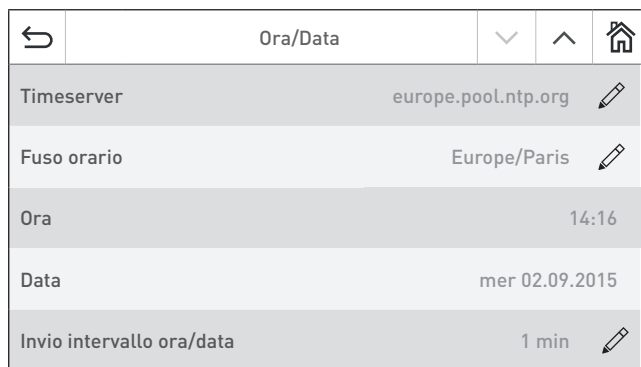 Ora/Data
Timeserver europe.pool.ntp.org
Fuso orario Europe/Paris
Ora 14:16
Data mer 02.09.2015
Invio intervallo ora/data 1 min